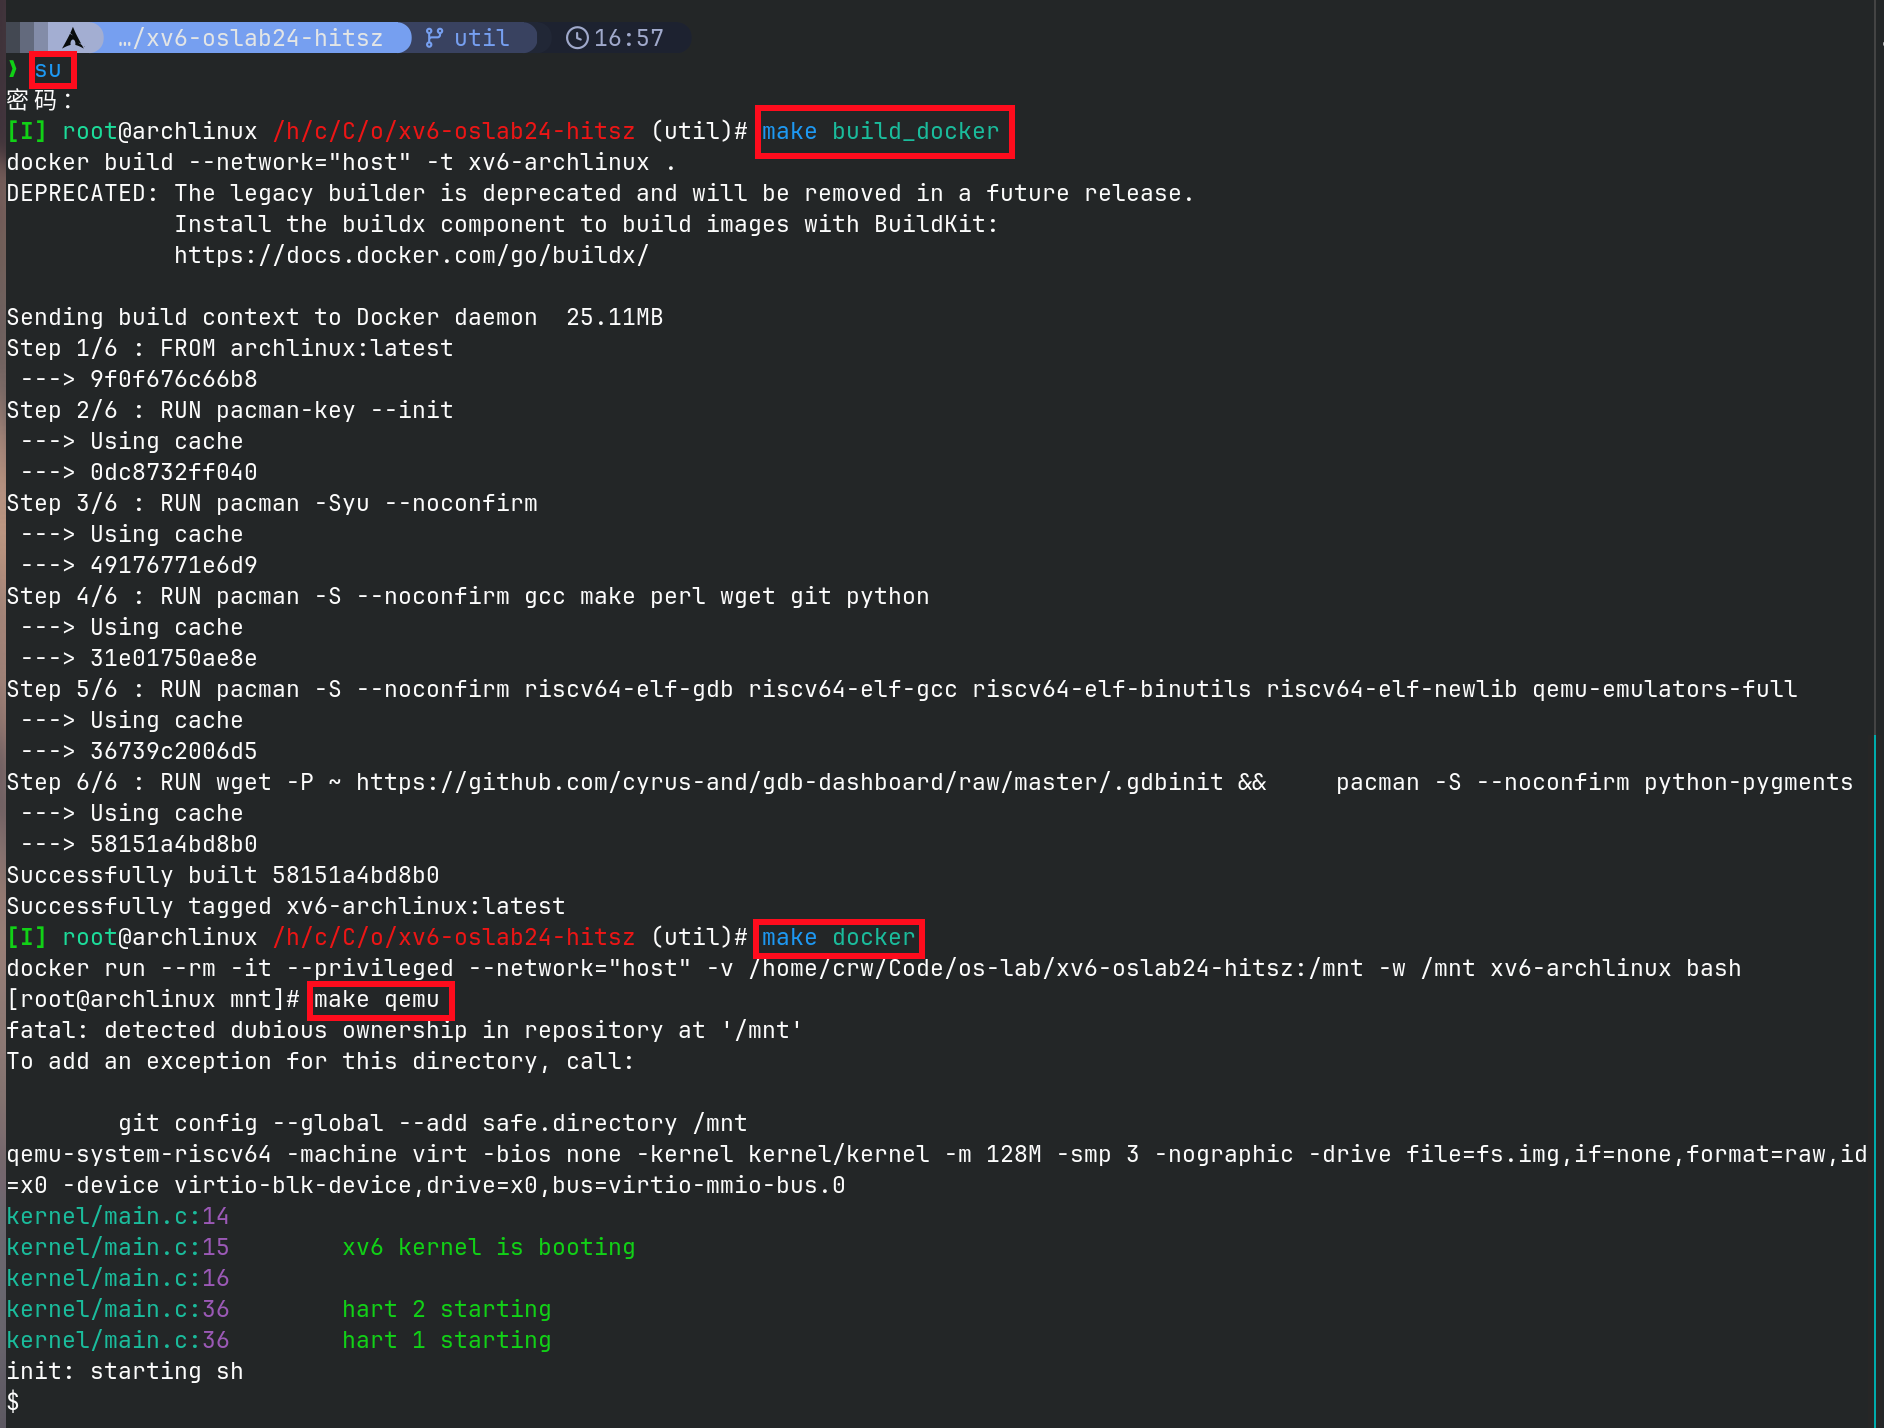 …/xv6-oslab24-hitsz util 16:57
❯ su
密码：
[I] root@archlinux /h/c/C/o/xv6-oslab24-hitsz (util)# make build_docker
docker build --network="host" -t xv6-archlinux .
DEPRECATED: The legacy builder is deprecated and will be removed in a future release.
            Install the buildx component to build images with BuildKit:
            https://docs.docker.com/go/buildx/
Sending build context to Docker daemon  25.11MB
Step 1/6 : FROM archlinux:latest
 ---> 9f0f676c66b8
Step 2/6 : RUN pacman-key --init
 ---> Using cache
 ---> 0dc8732ff040
Step 3/6 : RUN pacman -Syu --noconfirm
 ---> Using cache
 ---> 49176771e6d9
Step 4/6 : RUN pacman -S --noconfirm gcc make perl wget git python
 ---> Using cache
 ---> 31e01750ae8e
Step 5/6 : RUN pacman -S --noconfirm riscv64-elf-gdb riscv64-elf-gcc riscv64-elf-binutils riscv64-elf-newlib qemu-emulators-full
 ---> Using cache
 ---> 36739c2006d5
Step 6/6 : RUN wget -P ~ https://github.com/cyrus-and/gdb-dashboard/raw/master/.gdbinit &&     pacman -S --noconfirm python-pygments
 ---> Using cache
 ---> 58151a4bd8b0
Successfully built 58151a4bd8b0
Successfully tagged xv6-archlinux:latest
[I] root@archlinux /h/c/C/o/xv6-oslab24-hitsz (util)# make docker
docker run --rm -it --privileged --network="host" -v /home/crw/Code/os-lab/xv6-oslab24-hitsz:/mnt -w /mnt xv6-archlinux bash
[root@archlinux mnt]# make qemu
fatal: detected dubious ownership in repository at '/mnt'
To add an exception for this directory, call:
        git config --global --add safe.directory /mnt
qemu-system-riscv64 -machine virt -bios none -kernel kernel/kernel -m 128M -smp 3 -nographic -drive file=fs.img,if=none,format=raw,id
=x0 -device virtio-blk-device,drive=x0,bus=virtio-mmio-bus.0
kernel/main.c:14
kernel/main.c:15        xv6 kernel is booting
kernel/main.c:16
kernel/main.c:36        hart 2 starting
kernel/main.c:36        hart 1 starting
init: starting sh
$